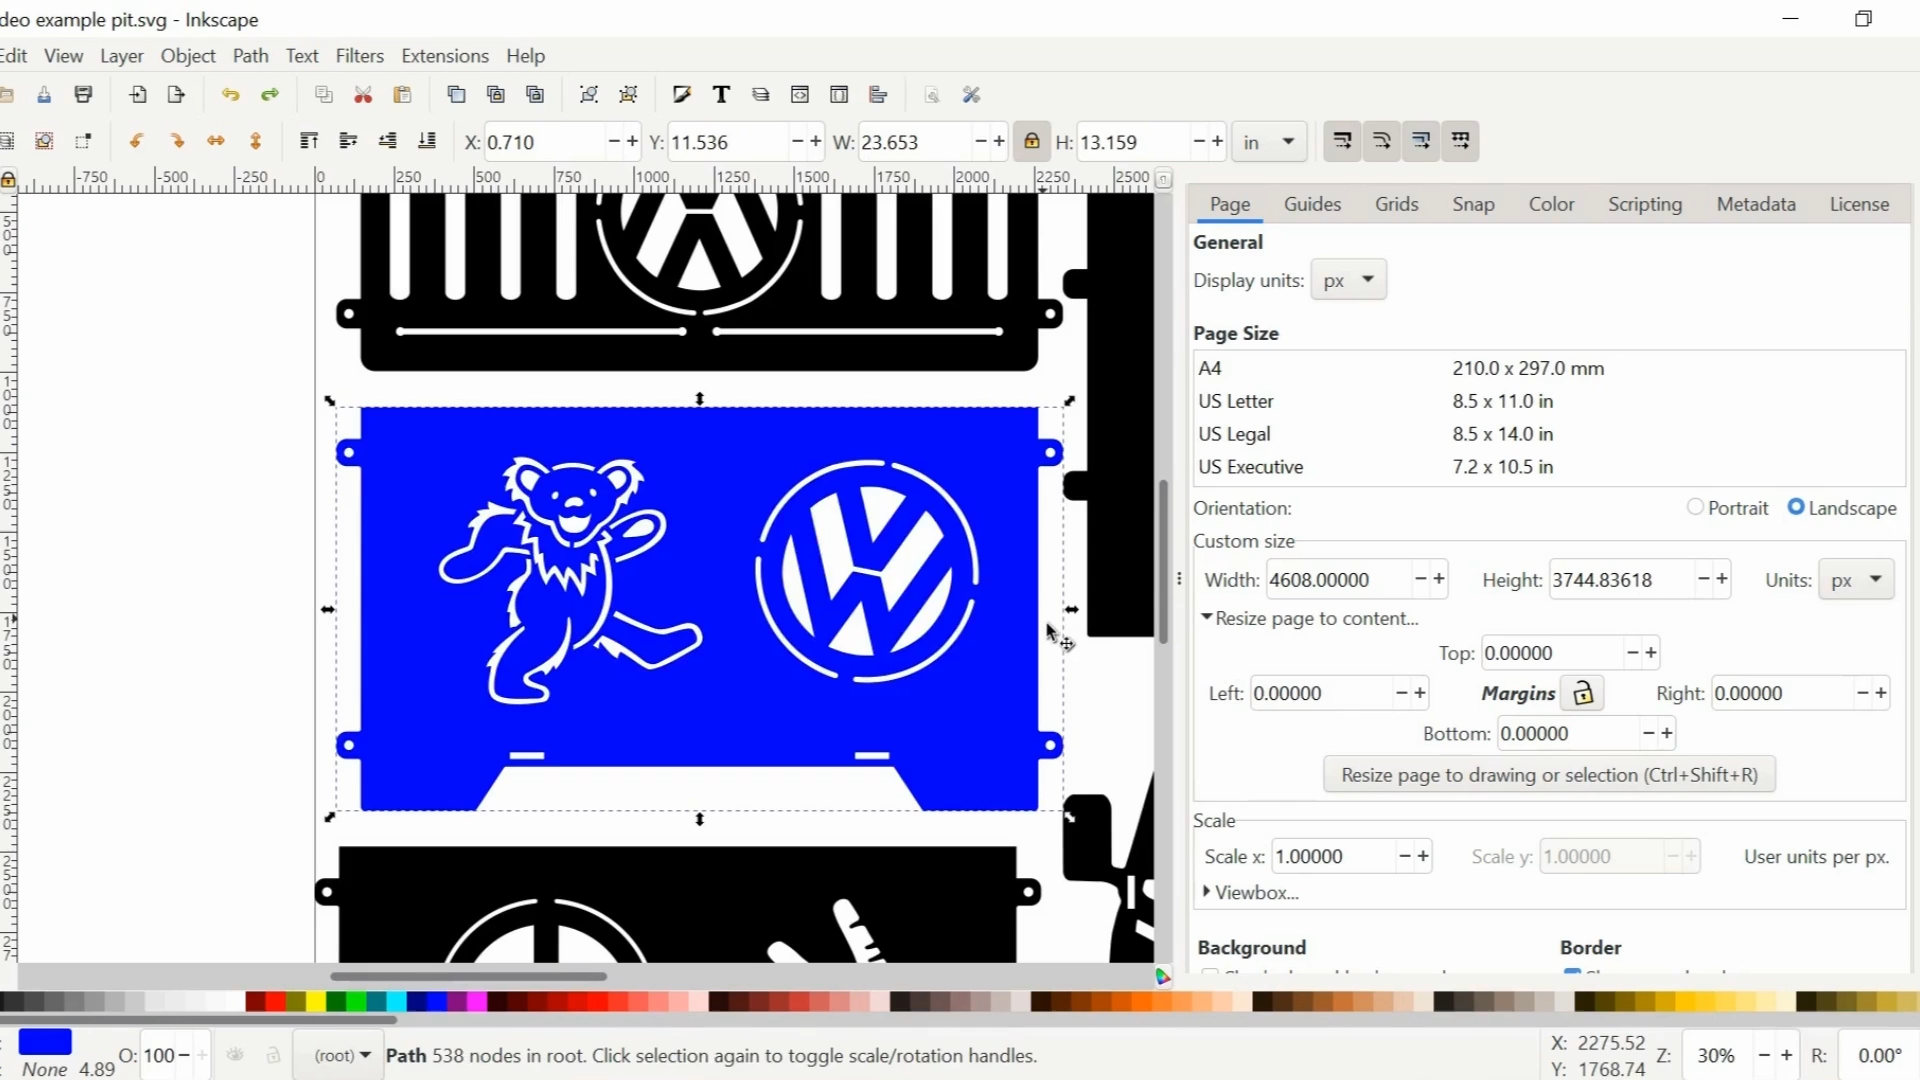 deo example pit.svg - Inkscape
Edit View Layer Object Path Text Filters Extensions Help
X: 0.710 Y: 11.536 W: 23.653 H: 13.159 in
-750 -500 -250 0 250 500 750 1000 1250 1500 1750 2000 2250 2500
Page Guides Grids Snap Color Scripting Metadata License
General
Display units: px
Page Size
A4 210.0 x 297.0 mm
US Letter 8.5 x 11.0 in
US Legal 8.5 x 14.0 in
US Executive 7.2 x 10.5 in
Orientation: Portrait Landscape
Custom size
Width: 4608.00000 Height: 3744.83618 Units: px
Resize page to content...
Top: 0.00000
Left: 0.00000 Margins Right: 0.00000
Bottom: 0.00000
Resize page to drawing or selection (Ctrl+Shift+R)
Scale
Scale x: 1.00000 Scale y: 1.00000 User units per px.
Viewbox...
Background Border
O: 100 (root) Path 538 nodes in root. Click selection again to toggle scale/rotation handles.
None 4.89
X: 2275.52
Y: 1768.74
Z: 30% R: 0.00°